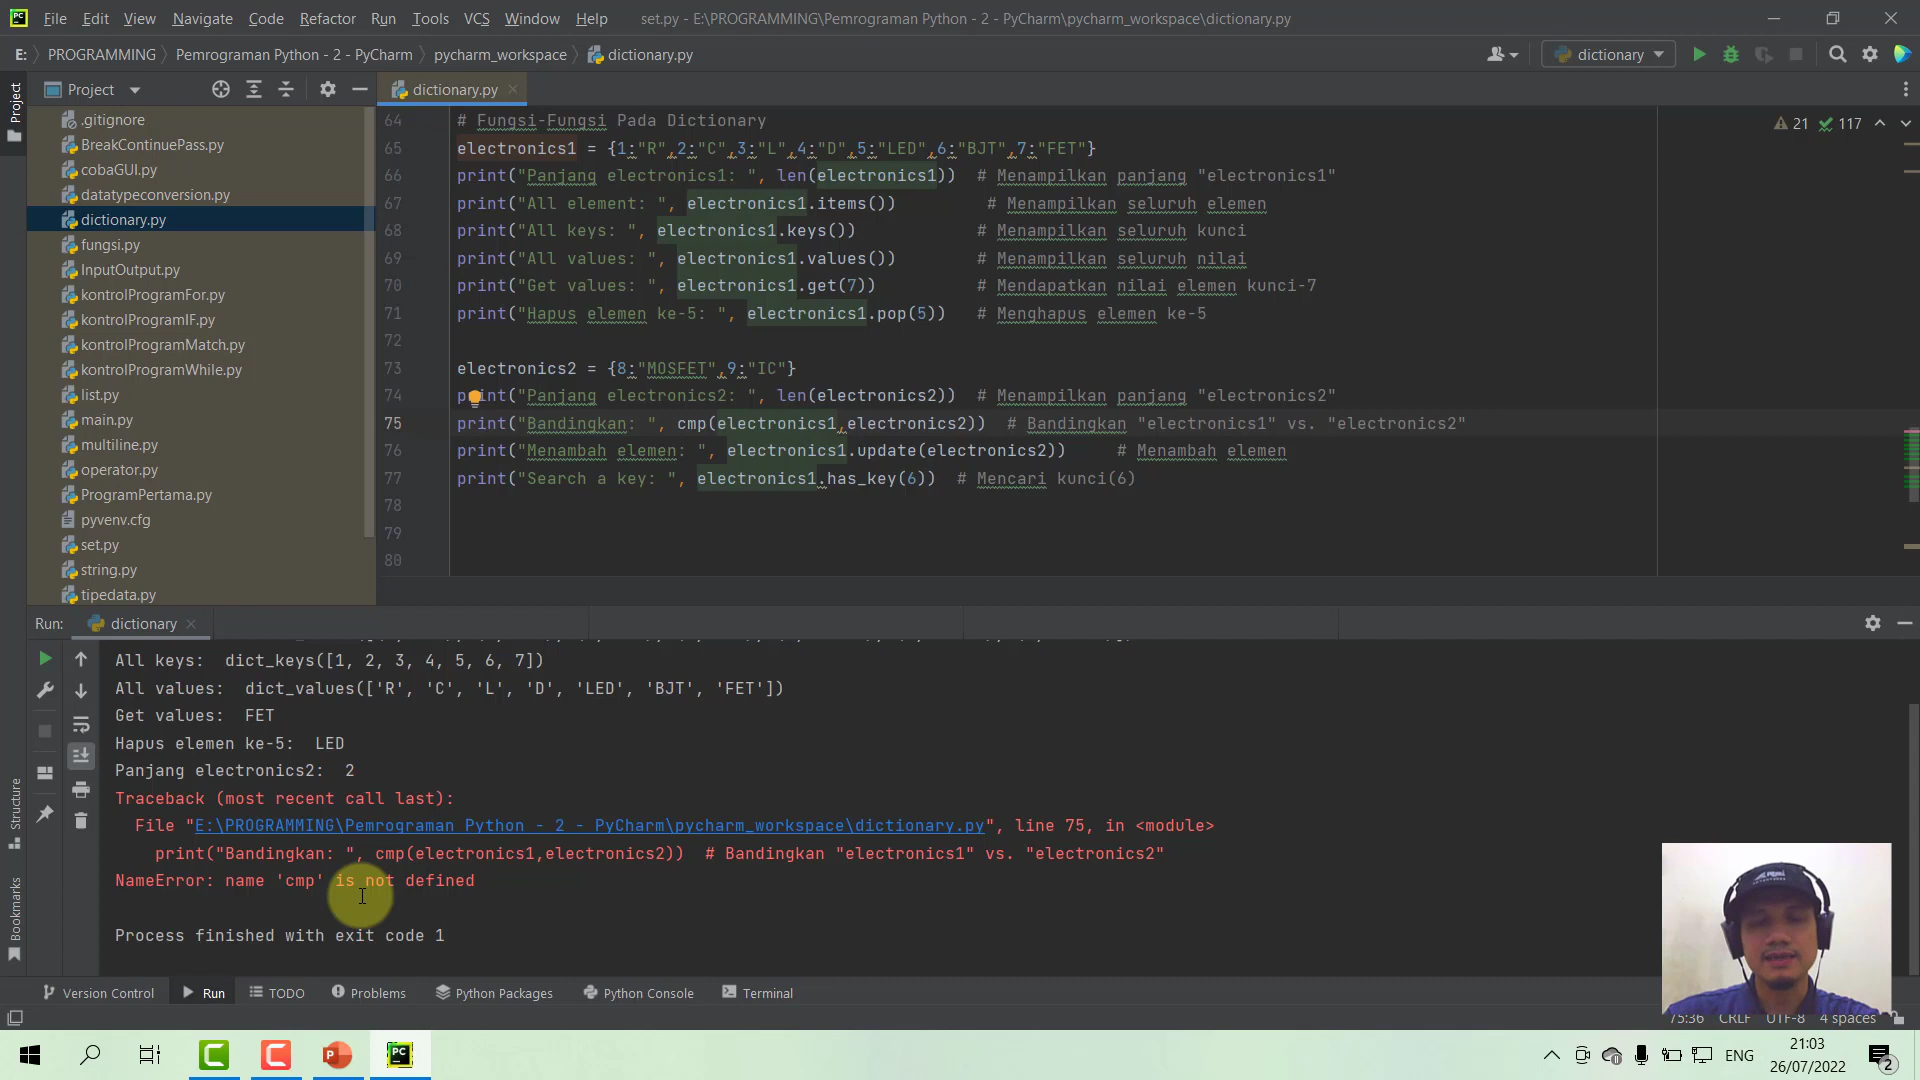 File Edit View Navigate Code Refactor Run Tools VCS Window Help set.py - E:\PROGRAMMING\Pemrograman Python - 2 - PyCharm\pycharm_workspace\dictionary.py
E: PROGRAMMING Pemrograman Python - 2 - PyCharm pycharm_workspace dictionary.py dictionary
Project
Project
dictionary.py
.gitignore
BreakContinuePass.py
cobaGUI.py
datatypeconversion.py
dictionary.py
fungsi.py
InputOutput.py
kontrolProgramFor.py
kontrolProgramIF.py
kontrolProgramMatch.py
kontrolProgramWhile.py
list.py
main.py
multiline.py
operator.py
ProgramPertama.py
pyvenv.cfg
set.py
string.py
tipedata.py
21 117
64 # Fungsi-Fungsi Pada Dictionary
65 electronics1 = {1:"R",2:"C",3:"L",4:"D",5:"LED",6:"BJT",7:"FET"}
66 print("Panjang electronics1: ", len(electronics1)) # Menampilkan panjang "electronics1"
67 print("All element: ", electronics1.items()) # Menampilkan seluruh elemen
68 print("All keys: ", electronics1.keys()) # Menampilkan seluruh kunci
69 print("All values: ", electronics1.values()) # Menampilkan seluruh nilai
70 print("Get values: ", electronics1.get(7)) # Mendapatkan nilai elemen kunci-7
71 print("Hapus elemen ke-5: ", electronics1.pop(5)) # Menghapus elemen ke-5
72
73 electronics2 = {8:"MOSFET",9:"IC"}
74 print("Panjang electronics2: ", len(electronics2)) # Menampilkan panjang "electronics2"
75 print("Bandingkan: ", cmp(electronics1,electronics2)) # Bandingkan "electronics1" vs. "electronics2"
76 print("Menambah elemen: ", electronics1.update(electronics2)) # Menambah elemen
77 print("Search a key: ", electronics1.has_key(6)) # Mencari kunci(6)
78
79
80
Run: dictionary
All keys: dict_keys([1, 2, 3, 4, 5, 6, 7])
All values: dict_values(['R', 'C', 'L', 'D', 'LED', 'BJT', 'FET'])
Get values: FET
Hapus elemen ke-5: LED
Panjang electronics2: 2
Traceback (most recent call last):
File "E:\PROGRAMMING\Pemrograman Python - 2 - PyCharm\pycharm_workspace\dictionary.py", line 75, in <module>
print("Bandingkan: ", cmp(electronics1,electronics2)) # Bandingkan "electronics1" vs. "electronics2"
NameError: name 'cmp' is not defined
Process finished with exit code 1
Structure
Bookmarks
Version Control Run TODO Problems Python Packages Python Console Terminal
75:36 CRLF UTF-8 4 spaces
ENG
21:03
26/07/2022
2